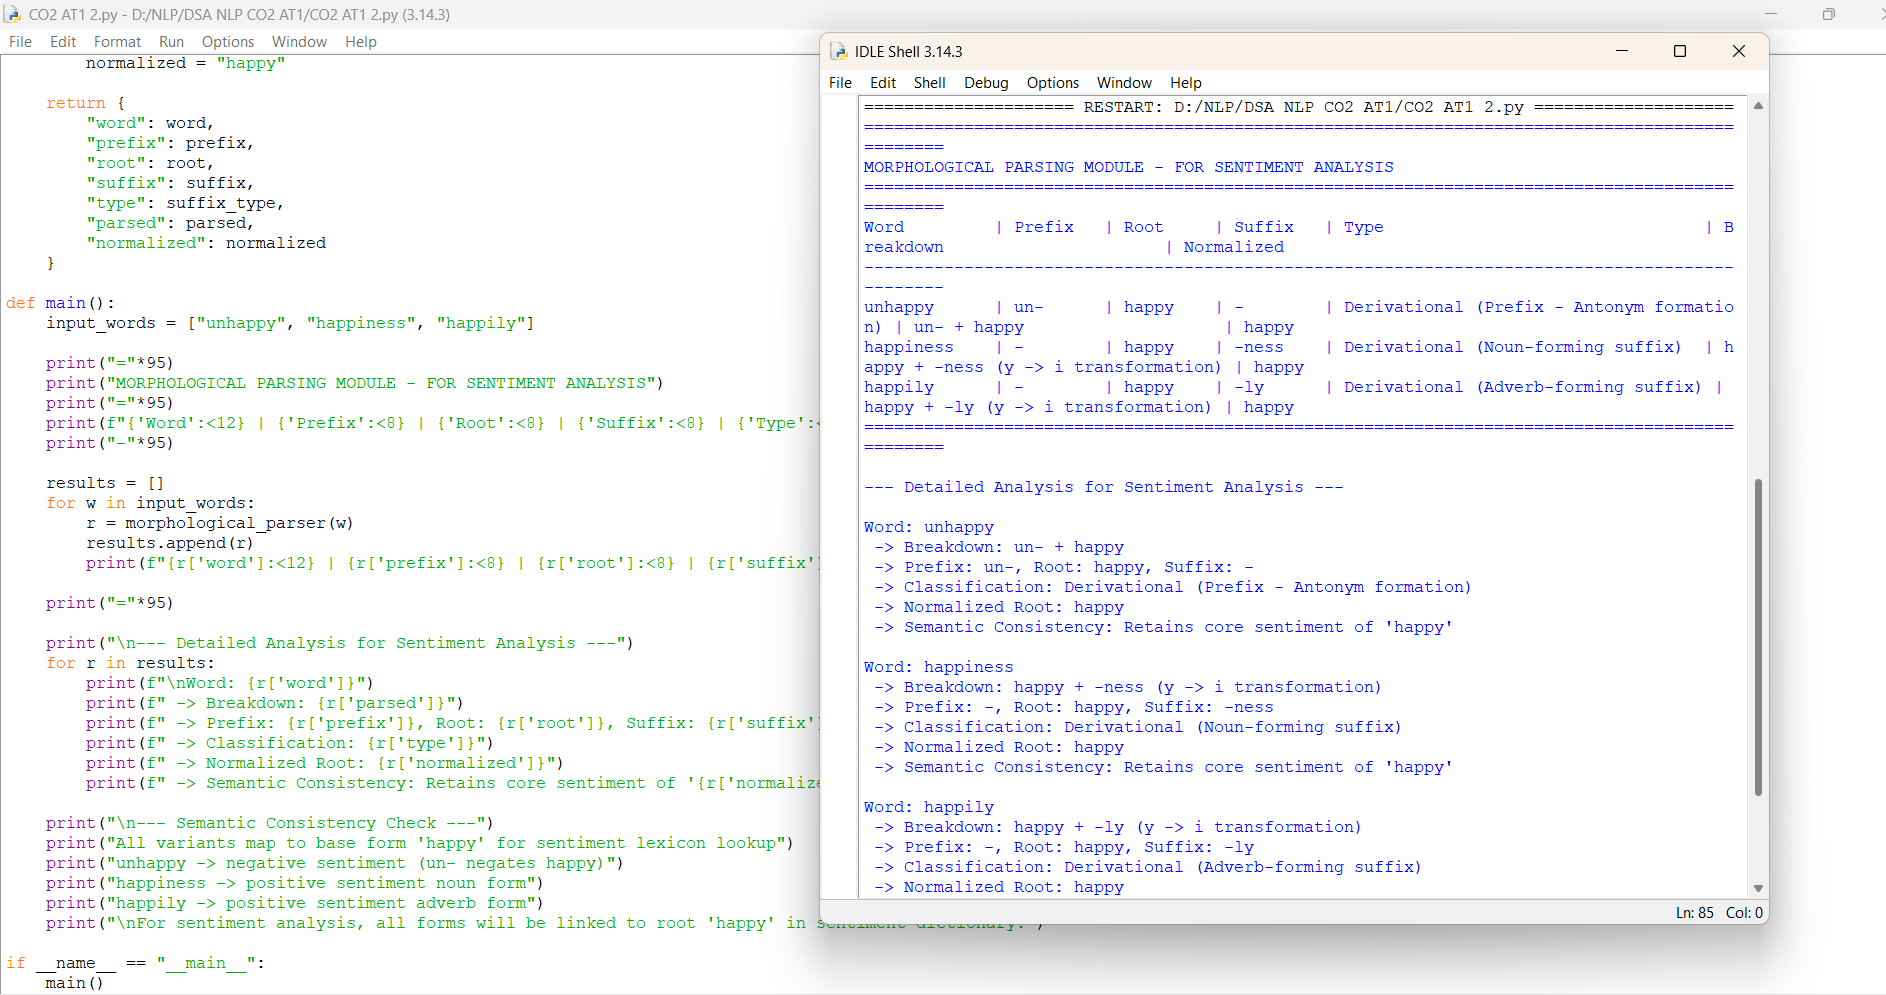 CO2 AT1 2.py - D:/NLP/DSA NLP CO2 AT1/CO2 AT1 2.py (3.14.3)
File Edit Format Run Options Window Help
        normalized = "happy"
    return {
        "word": word,
        "prefix": prefix,
        "root": root,
        "suffix": suffix,
        "type": suffix_type,
        "parsed": parsed,
        "normalized": normalized
    }
def main():
    input_words = ["unhappy", "happiness", "happily"]
    print("="*95)
    print("MORPHOLOGICAL PARSING MODULE - FOR SENTIMENT ANALYSIS")
    print("="*95)
    print(f"{'Word':<12} | {'Prefix':<8} | {'Root':<8} | {'Suffix':<8} | {'Type':<
    print("-"*95)
    results = []
    for w in input_words:
        r = morphological_parser(w)
        results.append(r)
        print(f"{r['word']:<12} | {r['prefix']:<8} | {r['root']:<8} | {r['suffix']
    print("="*95)
    print("\n--- Detailed Analysis for Sentiment Analysis ---")
    for r in results:
        print(f"\nWord: {r['word']}")
        print(f" -> Breakdown: {r['parsed']}")
        print(f" -> Prefix: {r['prefix']}, Root: {r['root']}, Suffix: {r['suffix']
        print(f" -> Classification: {r['type']}")
        print(f" -> Normalized Root: {r['normalized']}")
        print(f" -> Semantic Consistency: Retains core sentiment of '{r['normalize
    print("\n--- Semantic Consistency Check ---")
    print("All variants map to base form 'happy' for sentiment lexicon lookup")
    print("unhappy -> negative sentiment (un- negates happy)")
    print("happiness -> positive sentiment noun form")
    print("happily -> positive sentiment adverb form")
    print("\nFor sentiment analysis, all forms will be linked to root 'happy' in sentiment dictionary.")
if __name__ == "__main__":
    main()
IDLE Shell 3.14.3
File Edit Shell Debug Options Window Help
===================== RESTART: D:/NLP/DSA NLP CO2 AT1/CO2 AT1 2.py ====================
=======================================================================================
========
MORPHOLOGICAL PARSING MODULE - FOR SENTIMENT ANALYSIS
=======================================================================================
========
Word         | Prefix   | Root     | Suffix   | Type                                | B
reakdown                      | Normalized
---------------------------------------------------------------------------------------
--------
unhappy      | un-      | happy    | -        | Derivational (Prefix - Antonym formatio
n) | un- + happy                    | happy
happiness    | -        | happy    | -ness    | Derivational (Noun-forming suffix)  | h
appy + -ness (y -> i transformation) | happy
happily      | -        | happy    | -ly      | Derivational (Adverb-forming suffix) |
happy + -ly (y -> i transformation) | happy
=======================================================================================
========
--- Detailed Analysis for Sentiment Analysis ---
Word: unhappy
 -> Breakdown: un- + happy
 -> Prefix: un-, Root: happy, Suffix: -
 -> Classification: Derivational (Prefix - Antonym formation)
 -> Normalized Root: happy
 -> Semantic Consistency: Retains core sentiment of 'happy'
Word: happiness
 -> Breakdown: happy + -ness (y -> i transformation)
 -> Prefix: -, Root: happy, Suffix: -ness
 -> Classification: Derivational (Noun-forming suffix)
 -> Normalized Root: happy
 -> Semantic Consistency: Retains core sentiment of 'happy'
Word: happily
 -> Breakdown: happy + -ly (y -> i transformation)
 -> Prefix: -, Root: happy, Suffix: -ly
 -> Classification: Derivational (Adverb-forming suffix)
 -> Normalized Root: happy
Ln: 85 Col: 0